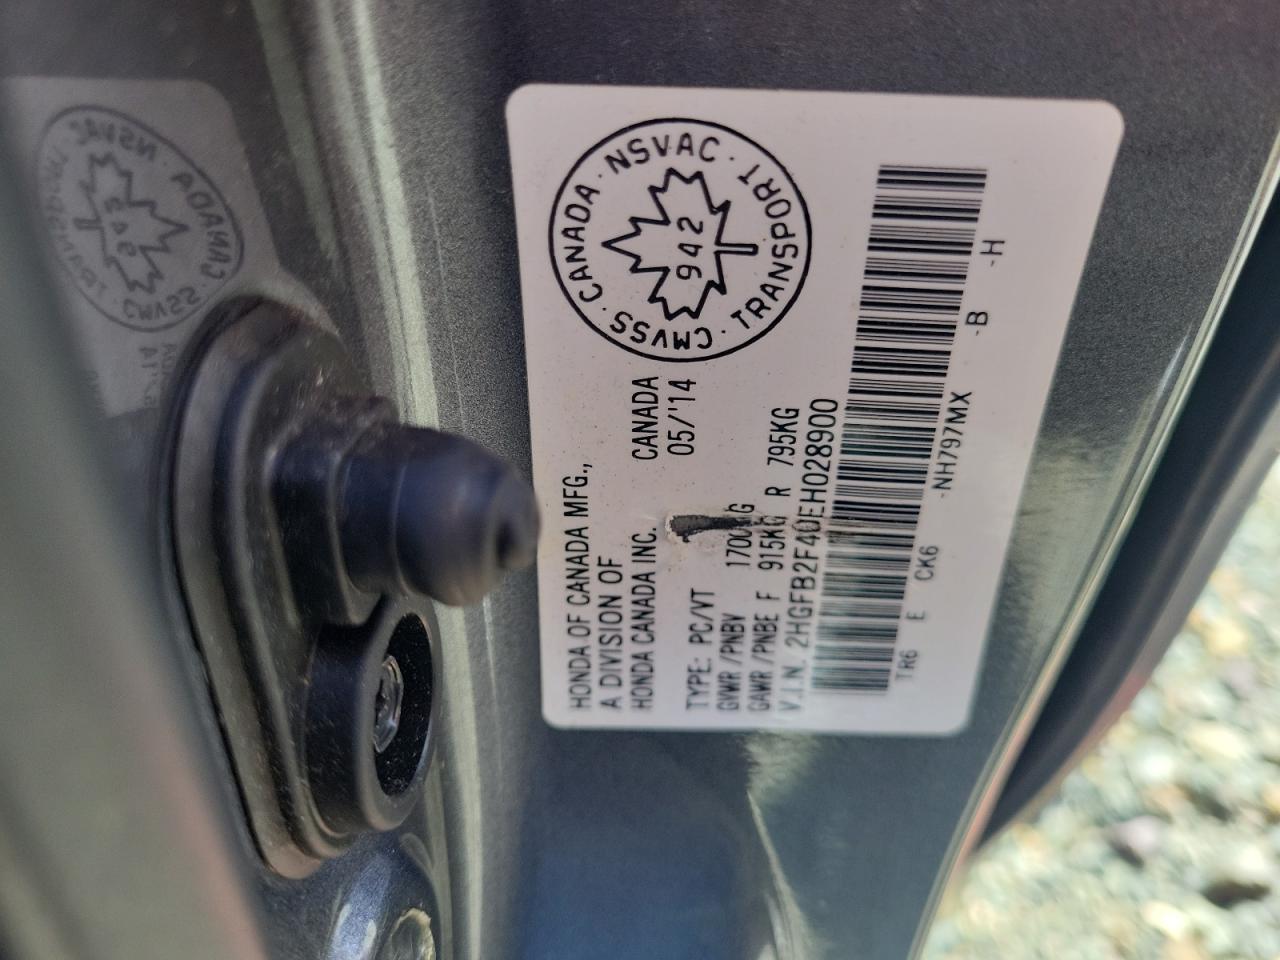 HONDA OF CANADA MFG.,
A DIVISION OF
HONDA CANADA INC. CANADA
05/'14
TYPE: PC/VT
GVWR /PNBV 1700KG
GAWR /PNBE F 915KG R 795KG
V.I.N. 2HGFB2F40EH028900
TR6 E CK6 -NH797MX -B -H
CANADA · NSVAC · TRANSPORT · CMVSS ·
942